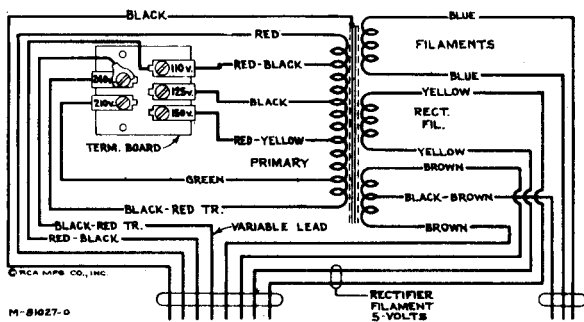 BLACK
BLUE
RED
FILAMENTS
RED-BLACK
110 v.
BLUE
240v.
YELLOW
125v.
BLACK
210v.
RECT.
FIL.
150v.
RED-YELLOW
TERM. BOARD
YELLOW
PRIMARY
BROWN
GREEN
BLACK-BROWN
BLACK-RED TR.
BLACK-RED TR.
VARIABLE LEAD
BROWN
RED-BLACK
© RCA MFG. CO., INC.
RECTIFIER
FILAMENT
5-VOLTS
M-81027-0